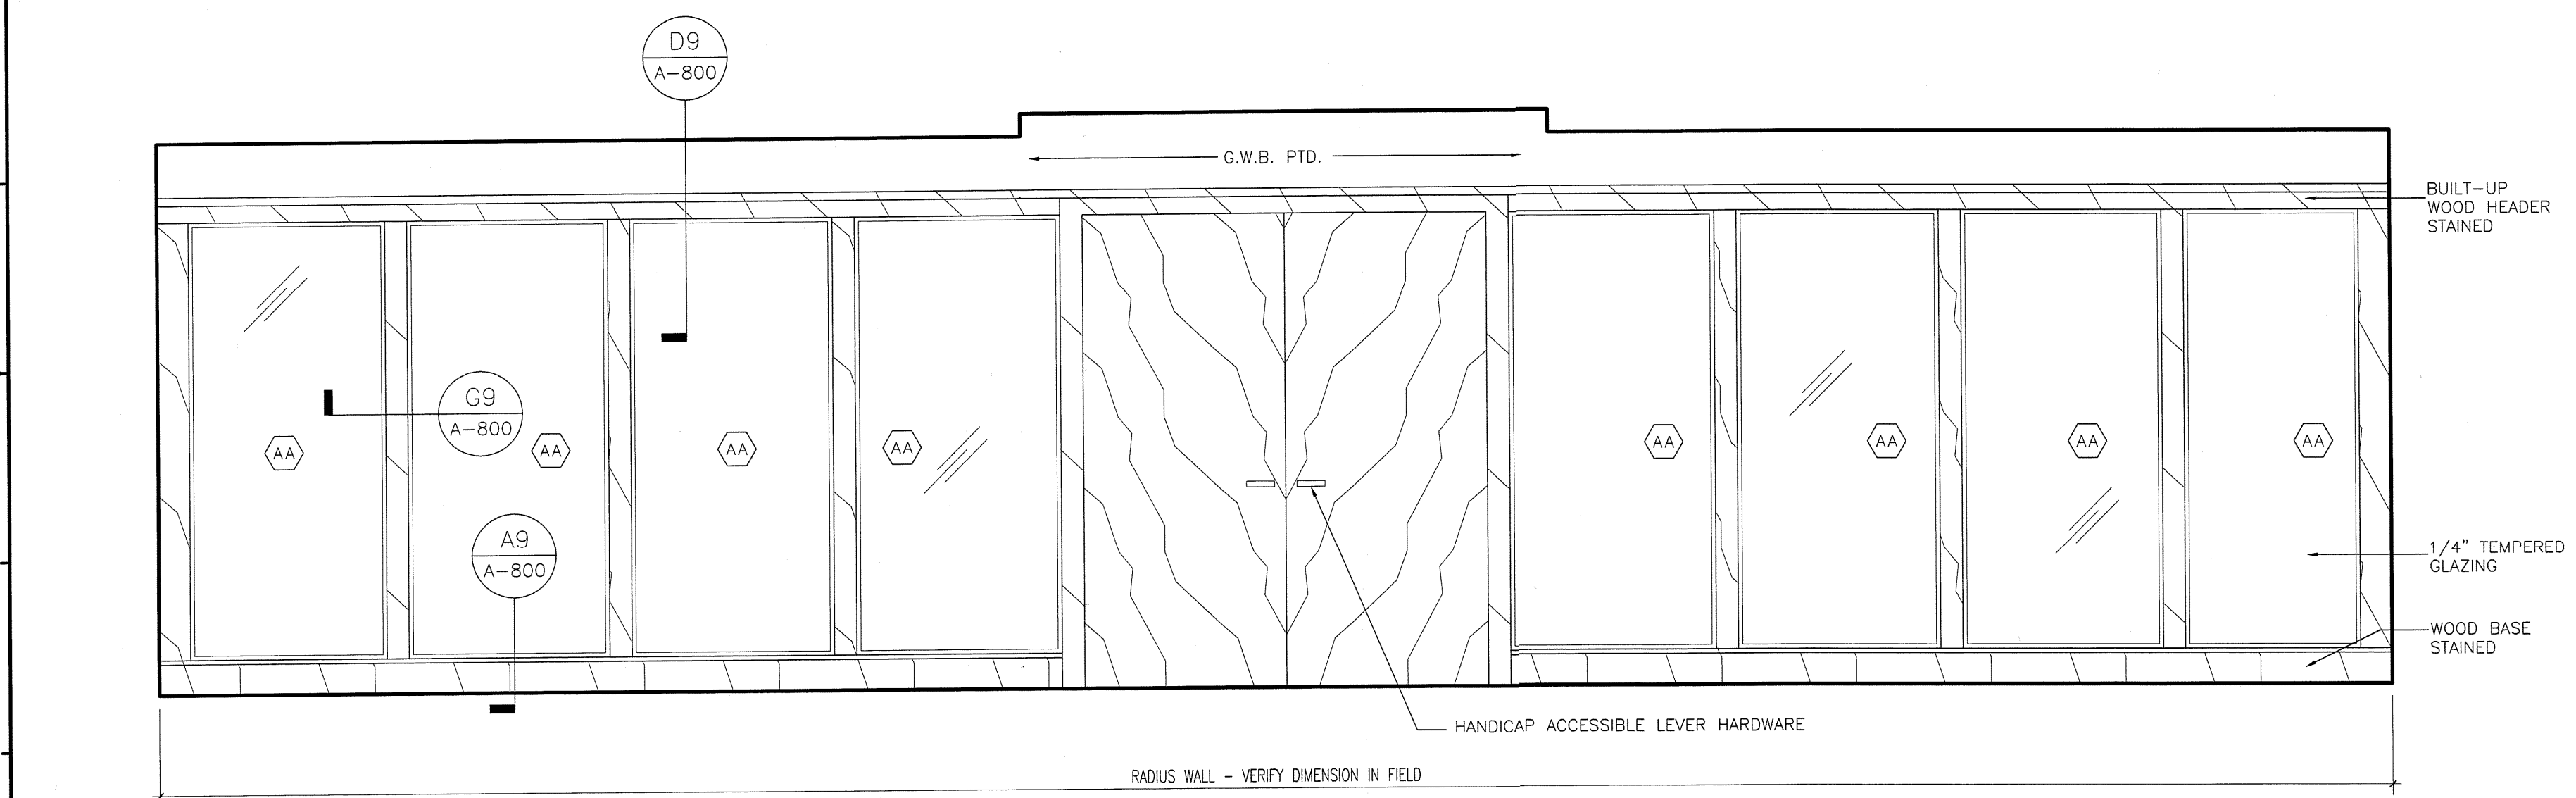 D9
A-800
G.W.B. PTD.
BUILT-UP
WOOD HEADER
STAINED
G9
A-800
AA
AA
AA
AA
AA
AA
AA
AA
A9
A-800
1/4" TEMPERED
GLAZING
WOOD BASE
STAINED
HANDICAP ACCESSIBLE LEVER HARDWARE
RADIUS WALL - VERIFY DIMENSION IN FIELD